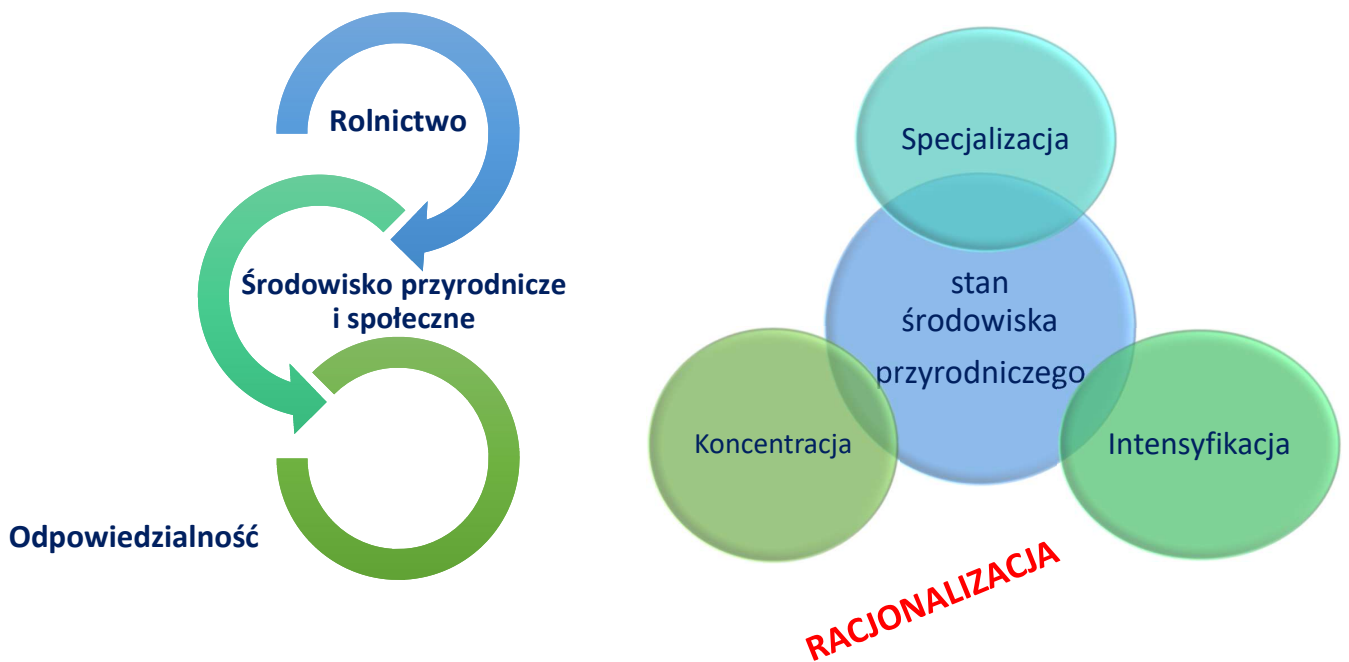 Rolnictwo
Środowisko przyrodnicze
i społeczne
Odpowiedzialność
Specjalizacja
stan
środowiska
przyrodniczego
Koncentracja
Intensyfikacja
RACJONALIZACJA